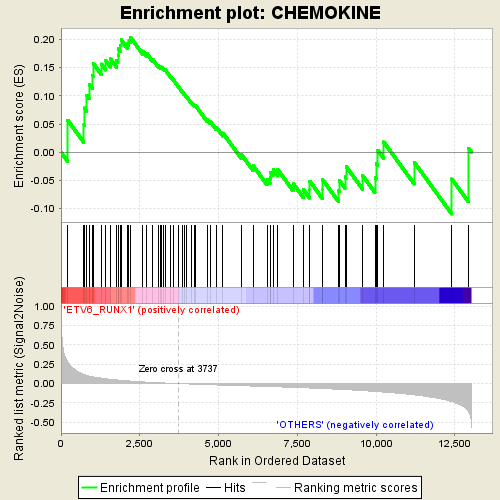 Enrichment plot: CHEMOKINE
Enrichment score (ES)
0.20
0.15
0.10
0.05
0.00
-0.05
-0.10
'ETV6_RUNX1' (positively correlated)
Ranked list metric (Signal2Noise)
1.00
0.75
0.50
0.25
0.00
-0.25
-0.50
Zero cross at 3737
'OTHERS' (negatively correlated)
0
2,500
5,000
7,500
10,000
12,500
Rank in Ordered Dataset
Enrichment profile
Hits
Ranking metric scores